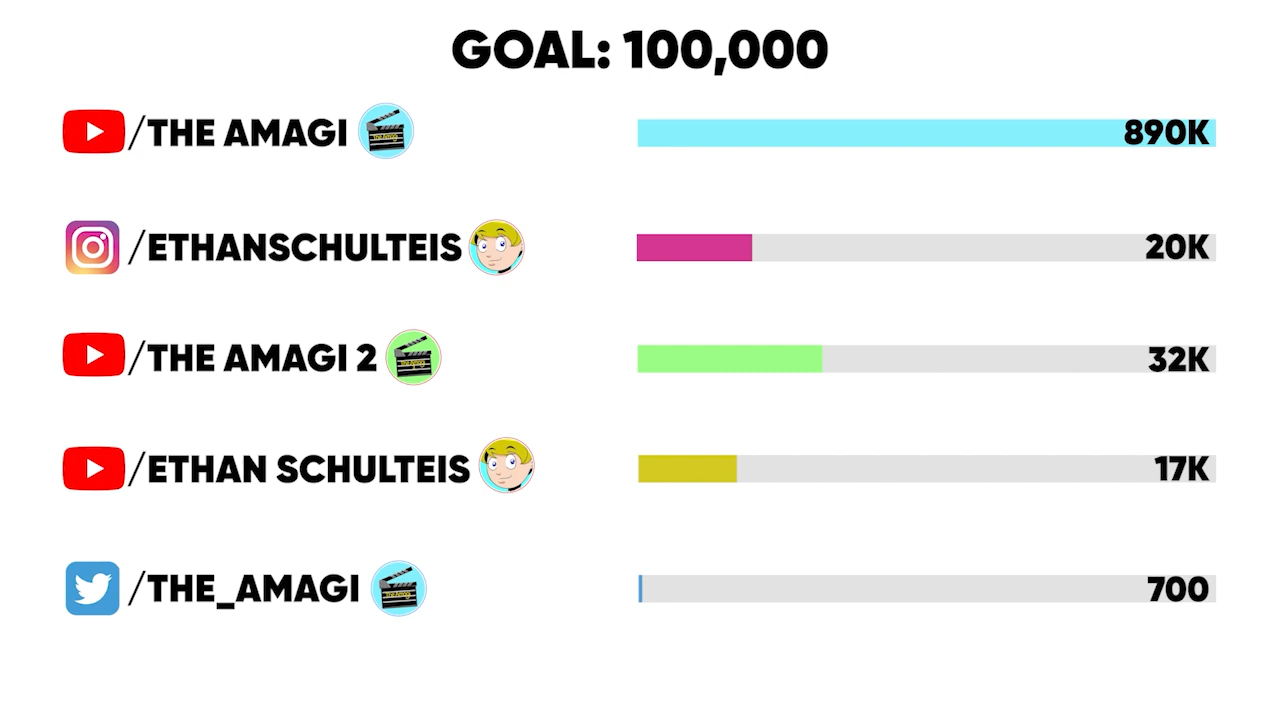 GOAL: 100,000
/THE AMAGI 890K
/ETHANSCHULTEIS 20K
/THE AMAGI 2 32K
/ETHAN SCHULTEIS 17K
/THE_AMAGI 700